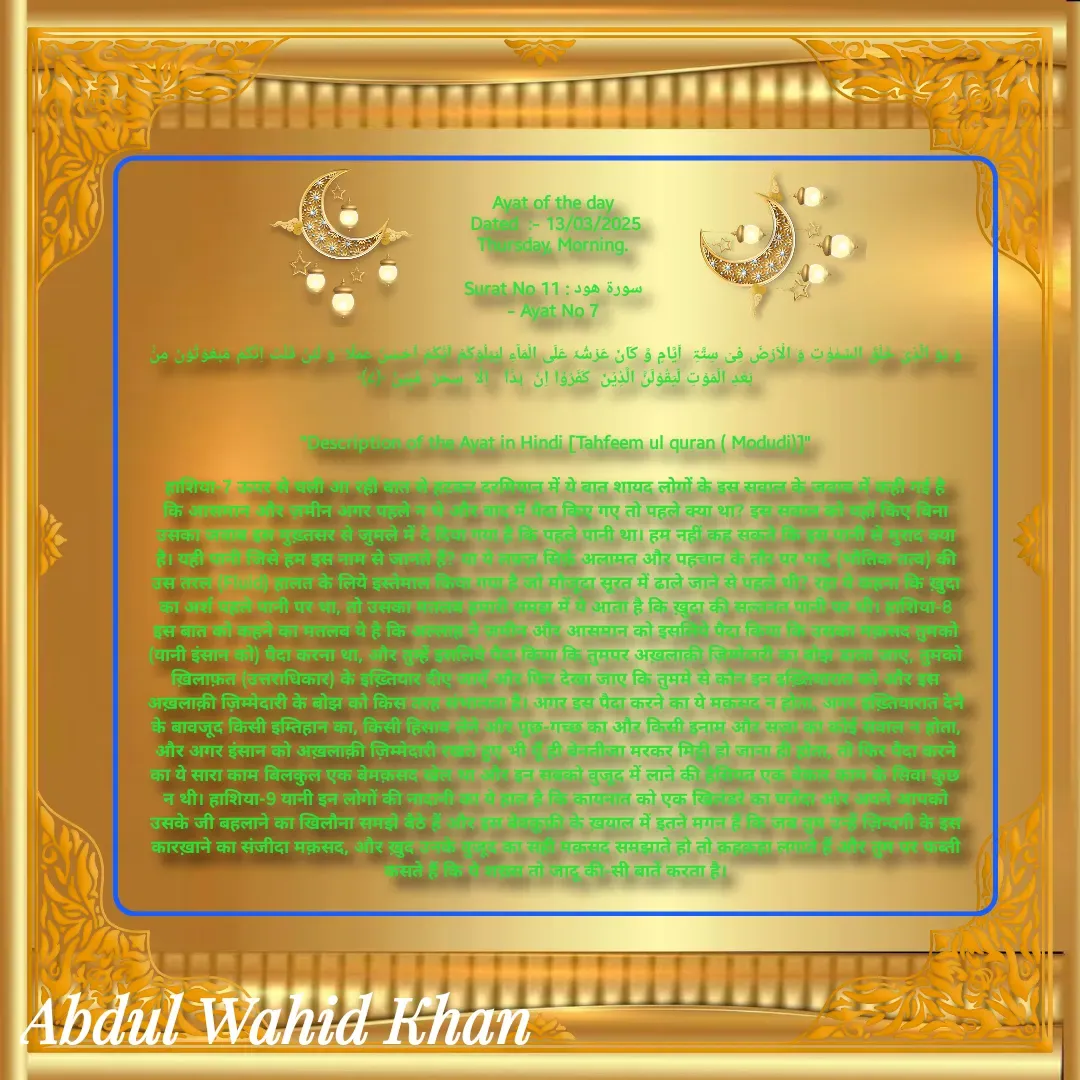 Ayat of the day
Dated :- 13/03/2025
Thursday, Morning.
Surat No 11 : سورة هود
- Ayat No 7
و ہُوَ الَّذِیۡ خَلَقَ السَّمٰوٰتِ وَ الۡاَرۡضَ فِیۡ سِتَّۃِ اَیَّامٍ وَّ کَانَ عَرۡشُہٗ عَلَی الۡمَآءِ لِیَبۡلُوَکُمۡ اَیُّکُمۡ اَحۡسَنُ عَمَلًا ؕ وَ لَئِنۡ قُلۡتَ اِنَّکُمۡ مَّبۡعُوۡثُوۡنَ مِنۡۢ
بَعۡدِ الۡمَوۡتِ لَیَقُوۡلَنَّ الَّذِیۡنَ کَفَرُوۡۤا اِنۡ ہٰذَاۤ اِلَّا سِحۡرٌ مُّبِیۡنٌ ﴿۷﴾
"Description of the Ayat in Hindi [Tahfeem ul quran ( Modudi)]"
हाशिया-7 ऊपर से चली आ रही बात से हटकर दरमियान में ये बात शायद लोगों के इस सवाल के जवाब में कही गई है
कि आसमान और ज़मीन अगर पहले न थे और बाद में पैदा किए गए तो पहले क्या था? इस सवाल को यहाँ किए बिना
उसका जवाब इस मुख़्तसर से जुमले में दे दिया गया है कि पहले पानी था। हम नहीं कह सकते कि इस पानी से मुराद क्या
है। यही पानी जिसे हम इस नाम से जानते हैं? या ये लफ़्ज़ सिर्फ़ अलामत और पहचान के तौर पर माद्दे (भौतिक तत्व) की
उस तरल (Fluid) हालत के लिये इस्तेमाल किया गया है जो मौजूदा सूरत में ढाले जाने से पहले थी? रहा ये कहना कि ख़ुदा
का अर्श पहले पानी पर था, तो उसका मतलब हमारी समझ में ये आता है कि ख़ुदा की सल्तनत पानी पर थी। हाशिया-8
इस बात को कहने का मतलब ये है कि अल्लाह ने ज़मीन और आसमान को इसलिये पैदा किया कि उसका मक़सद तुमको
(यानी इंसान को) पैदा करना था, और तुम्हें इसलिये पैदा किया कि तुमपर अख़लाक़ी ज़िम्मेदारी का बोझ डाला जाए, तुमको
ख़िलाफ़त (उत्तराधिकार) के इख़्तियार दीए जाएँ और फिर देखा जाए कि तुममें से कौन इन इख़्तियारात को और इस
अख़लाक़ी ज़िम्मेदारी के बोझ को किस तरह संभालता है। अगर इस पैदा करने का ये मक़सद न होता, अगर इख़्तियारात देने
के बावजूद किसी इम्तिहान का, किसी हिसाब लेने और पूछ-गच्छ का और किसी इनाम और सज़ा का कोई सवाल न होता,
और अगर इंसान को अख़लाक़ी ज़िम्मेदारी रखते हुए भी यूँ ही बेनतीजा मरकर मिट्टी हो जाना ही होता, तो फिर पैदा करने
का ये सारा काम बिलकुल एक बेमक़सद खेल था और इन सबको वुजूद में लाने की हैसियत एक बेकार काम के सिवा कुछ
न थी। हाशिया-9 यानी इन लोगों की नादानी का ये हाल है कि कायनात को एक खिलंडरे का घरौंदा और अपने आपको
उसके जी बहलाने का खिलौना समझे बैठे हैं और इस बेवक़ूफ़ी के ख़याल में इतने मगन हैं कि जब तुम उन्हें ज़िन्दगी के इस
कारख़ाने का संजीदा मक़सद, और ख़ुद उनके वुजूद का सही मक़सद समझाते हो तो क़हक़हा लगाते हैं और तुम पर फब्ती
कसते हैं कि ये शख़्स तो जादू की-सी बातें करता है।
Abdul Wahid Khan